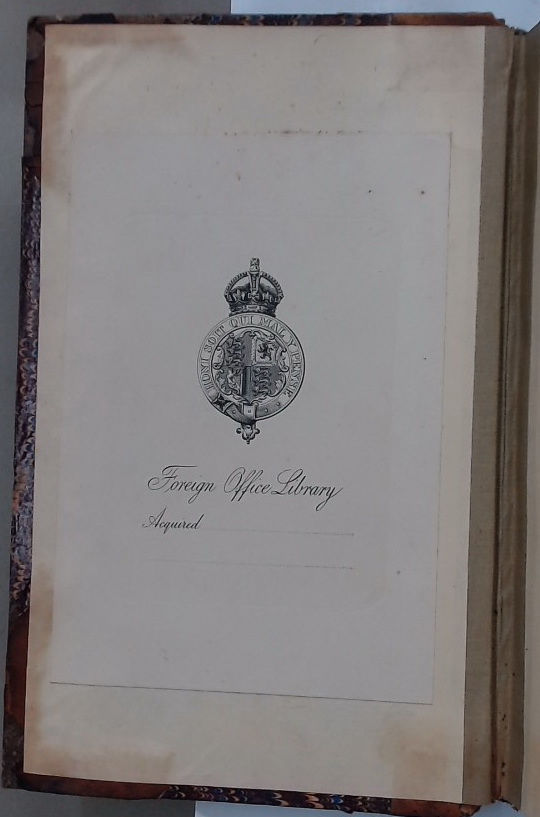 HONI SOIT QUI MAL Y PENSE
Foreign Office Library
Acquired